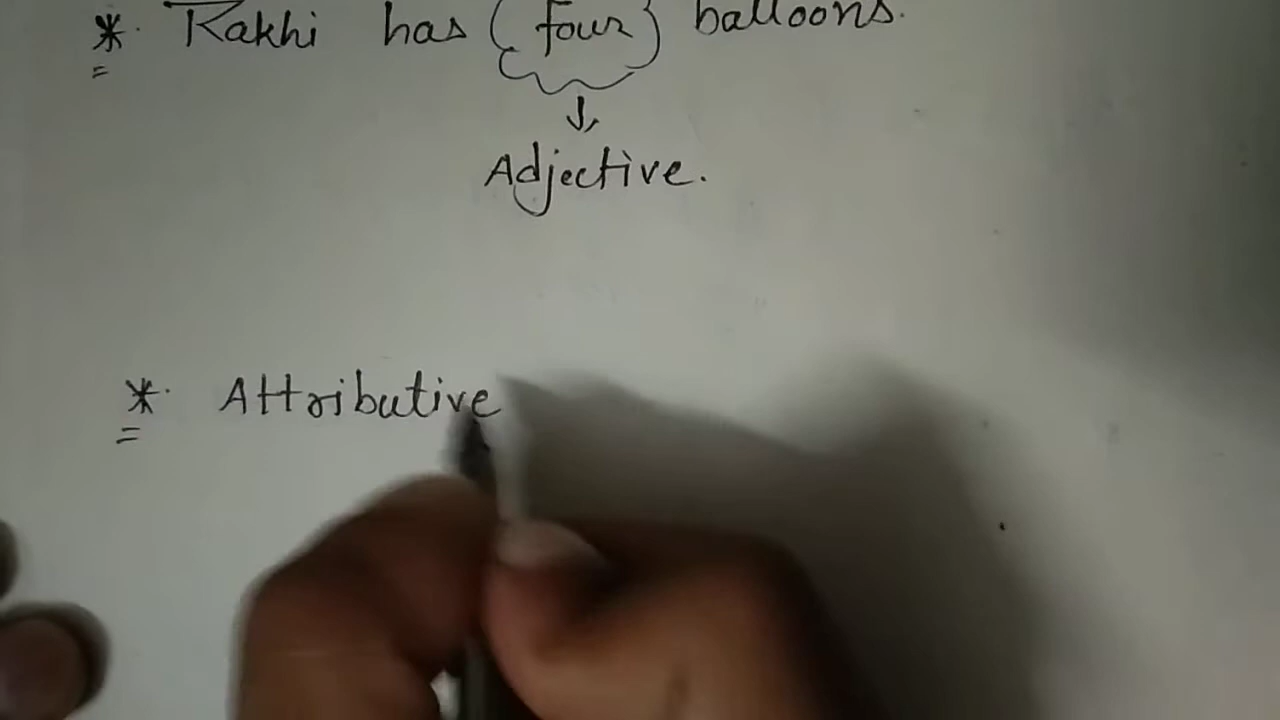 * Rakhi has (four) balloons.
Adjective.
* Attributive